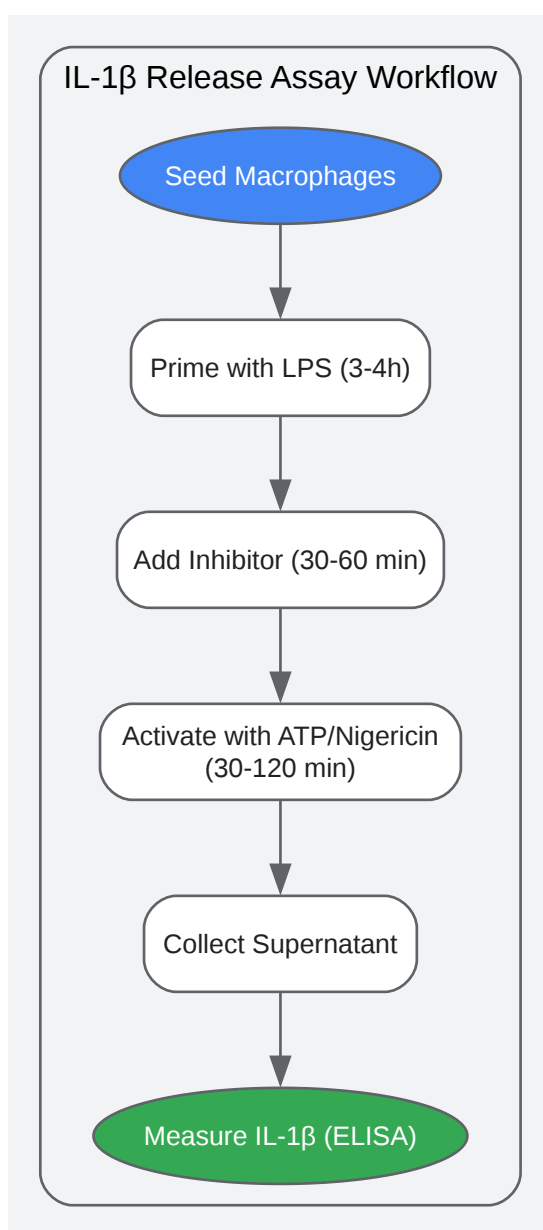 IL-1β Release Assay Workflow
Seed Macrophages
Prime with LPS (3-4h)
Add Inhibitor (30-60 min)
Activate with ATP/Nigericin
(30-120 min)
Collect Supernatant
Measure IL-1β (ELISA)